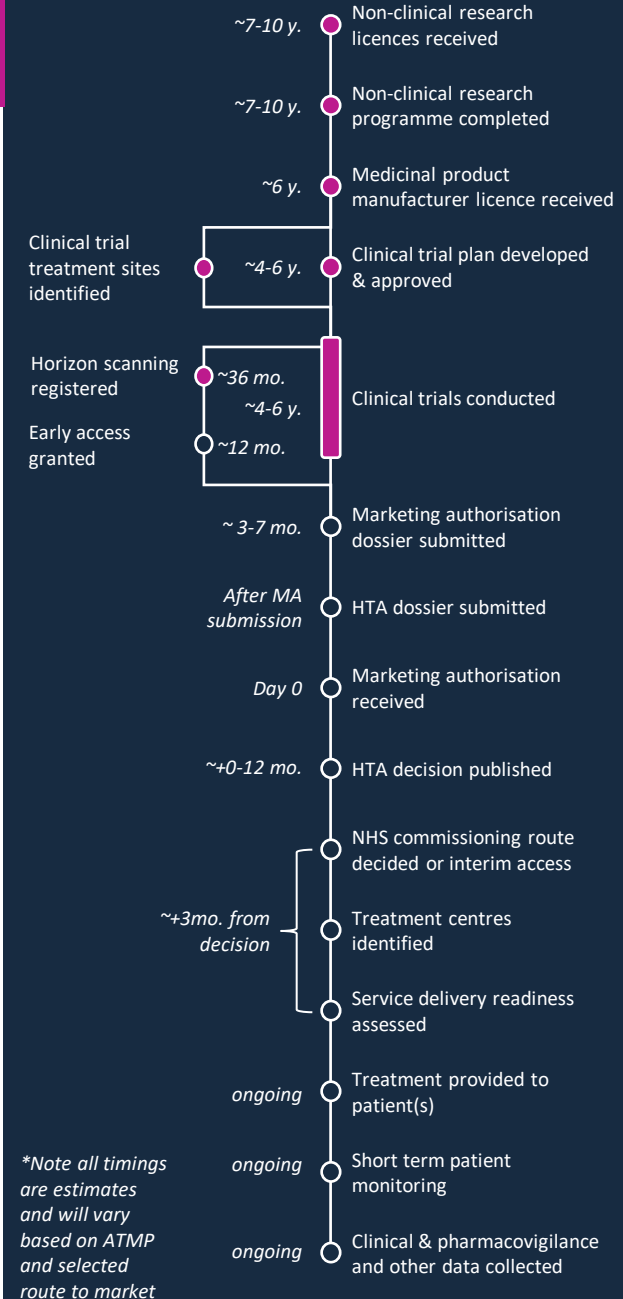 ~7-10 y.
Non-clinical research
licences received
~7-10 y.
Non-clinical research
programme completed
~6 y.
Medicinal product
manufacturer licence received
Clinical trial
treatment sites
identified
~4-6 y.
Clinical trial plan developed
& approved
Horizon scanning
registered
~36 mo.
~4-6 y.
Clinical trials conducted
Early access
granted
~12 mo.
~ 3-7 mo.
Marketing authorisation
dossier submitted
After MA
submission
HTA dossier submitted
Day 0
Marketing authorisation
received
~+0-12 mo.
HTA decision published
NHS commissioning route
decided or interim access
~+3mo. from
decision
Treatment centres
identified
Service delivery readiness
assessed
ongoing
Treatment provided to
patient(s)
ongoing
Short term patient
monitoring
ongoing
Clinical & pharmacovigilance
and other data collected
*Note all timings
are estimates
and will vary
based on ATMP
and selected
route to market